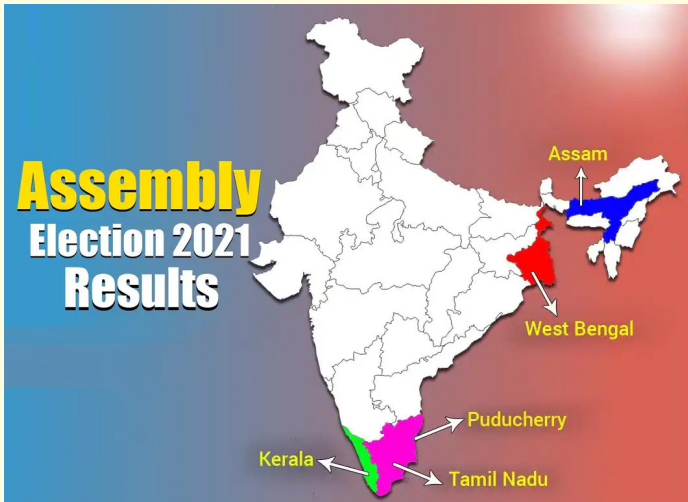 Assembly
Election 2021
Results
Assam
West Bengal
Puducherry
Kerala
Tamil Nadu